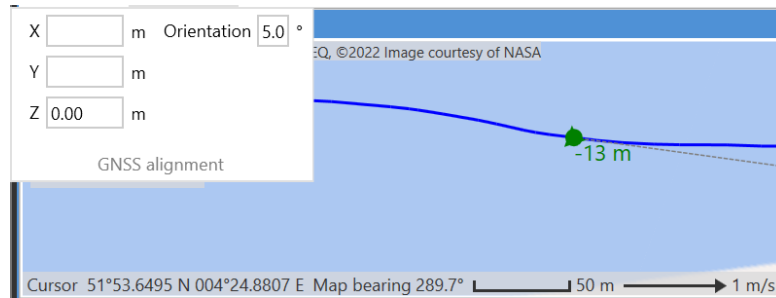 X m Orientation 5.0 °
EQ, ©2022 Image courtesy of NASA
Y m
Z 0.00 m
-13 m
GNSS alignment
Cursor 51°53.6495 N 004°24.8807 E Map bearing 289.7° 50 m 1 m/s